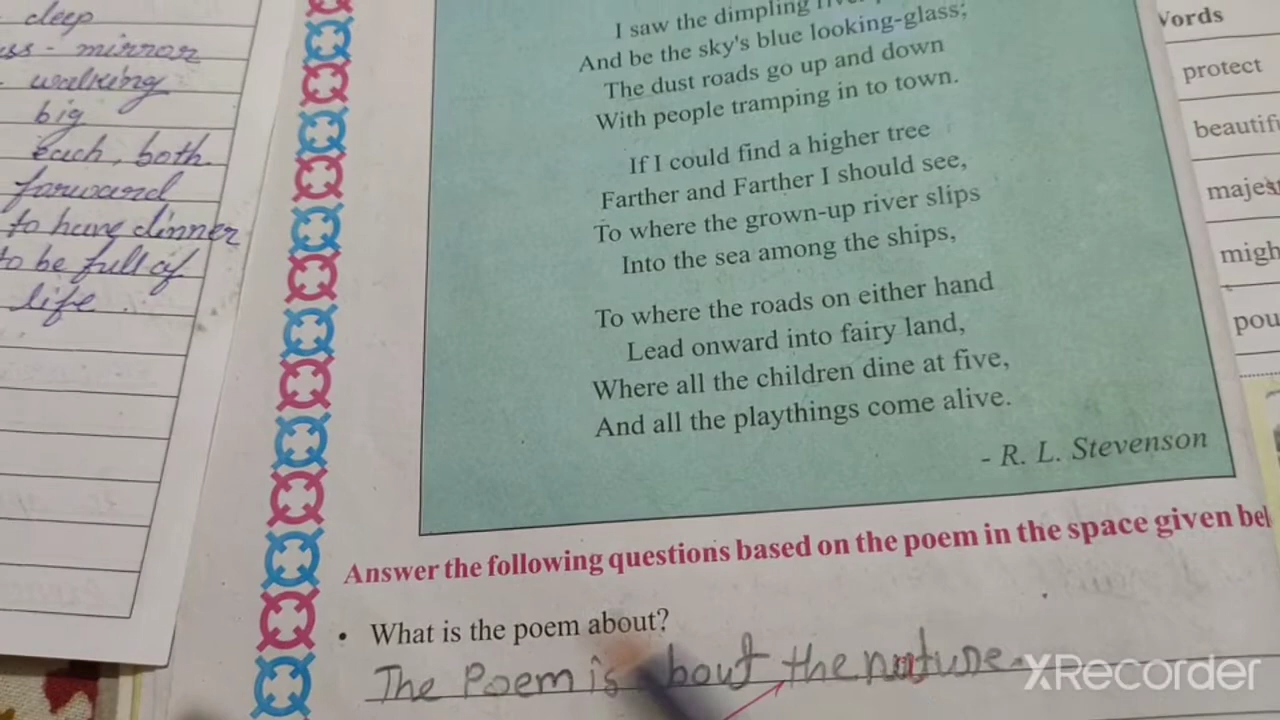 deep
ss - mirror
- walking
big
each, both.
forward
to have dinner
to be full of
life.
I saw the dimpling
And be the sky's blue looking-glass;
The dust roads go up and down
With people tramping in to town.
If I could find a higher tree
Farther and Farther I should see,
To where the grown-up river slips
Into the sea among the ships,
To where the roads on either hand
Lead onward into fairy land,
Where all the children dine at five,
And all the playthings come alive.
- R. L. Stevenson
Answer the following questions based on the poem in the space given bel
• What is the poem about?
The Poem is bout the nature.
Words
protect
beautif
majest
migh
pou
XRecorder